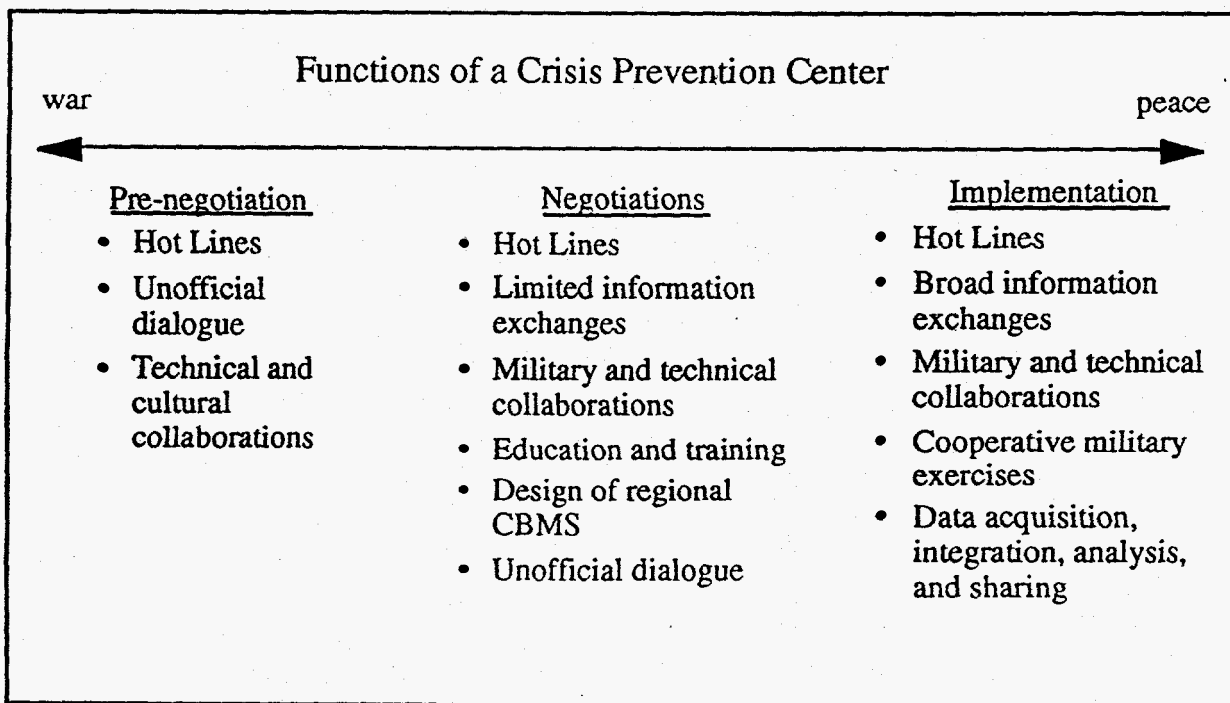 Functions of a Crisis Prevention Center
war
peace
Pre-negotiation
• Hot Lines
• Unofficial
dialogue
• Technical and
cultural
collaborations
Negotiations
• Hot Lines
• Limited information
exchanges
• Military and technical
collaborations
• Education and training
• Design of regional
CBMS
• Unofficial dialogue
Implementation
• Hot Lines
• Broad information
exchanges
• Military and technical
collaborations
• Cooperative military
exercises
• Data acquisition,
integration, analysis,
and sharing